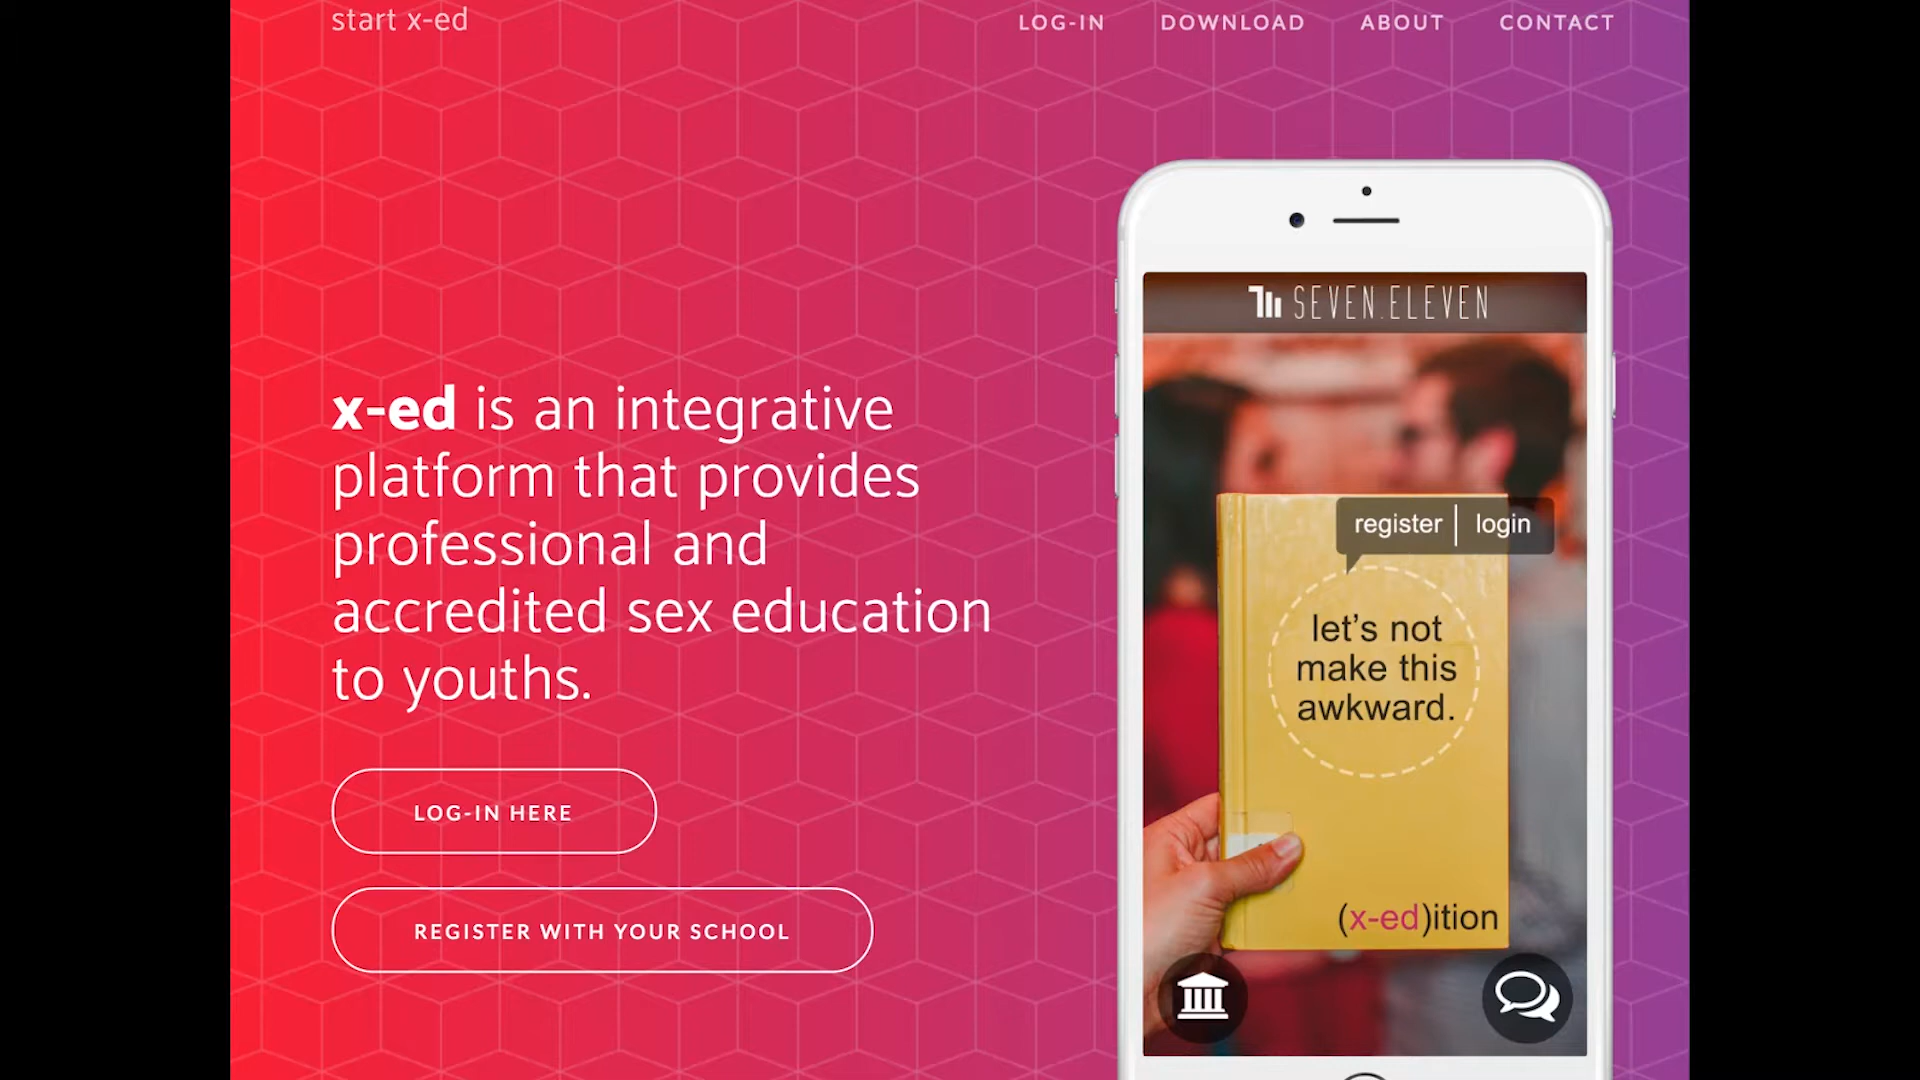 start x-ed
LOG-IN
DOWNLOAD
ABOUT
CONTACT
x-ed is an integrative
platform that provides
professional and
accredited sex education
to youths.
LOG-IN HERE
REGISTER WITH YOUR SCHOOL
SEVEN.ELEVEN
register | login
let's not
make this
awkward.
(x-ed)ition